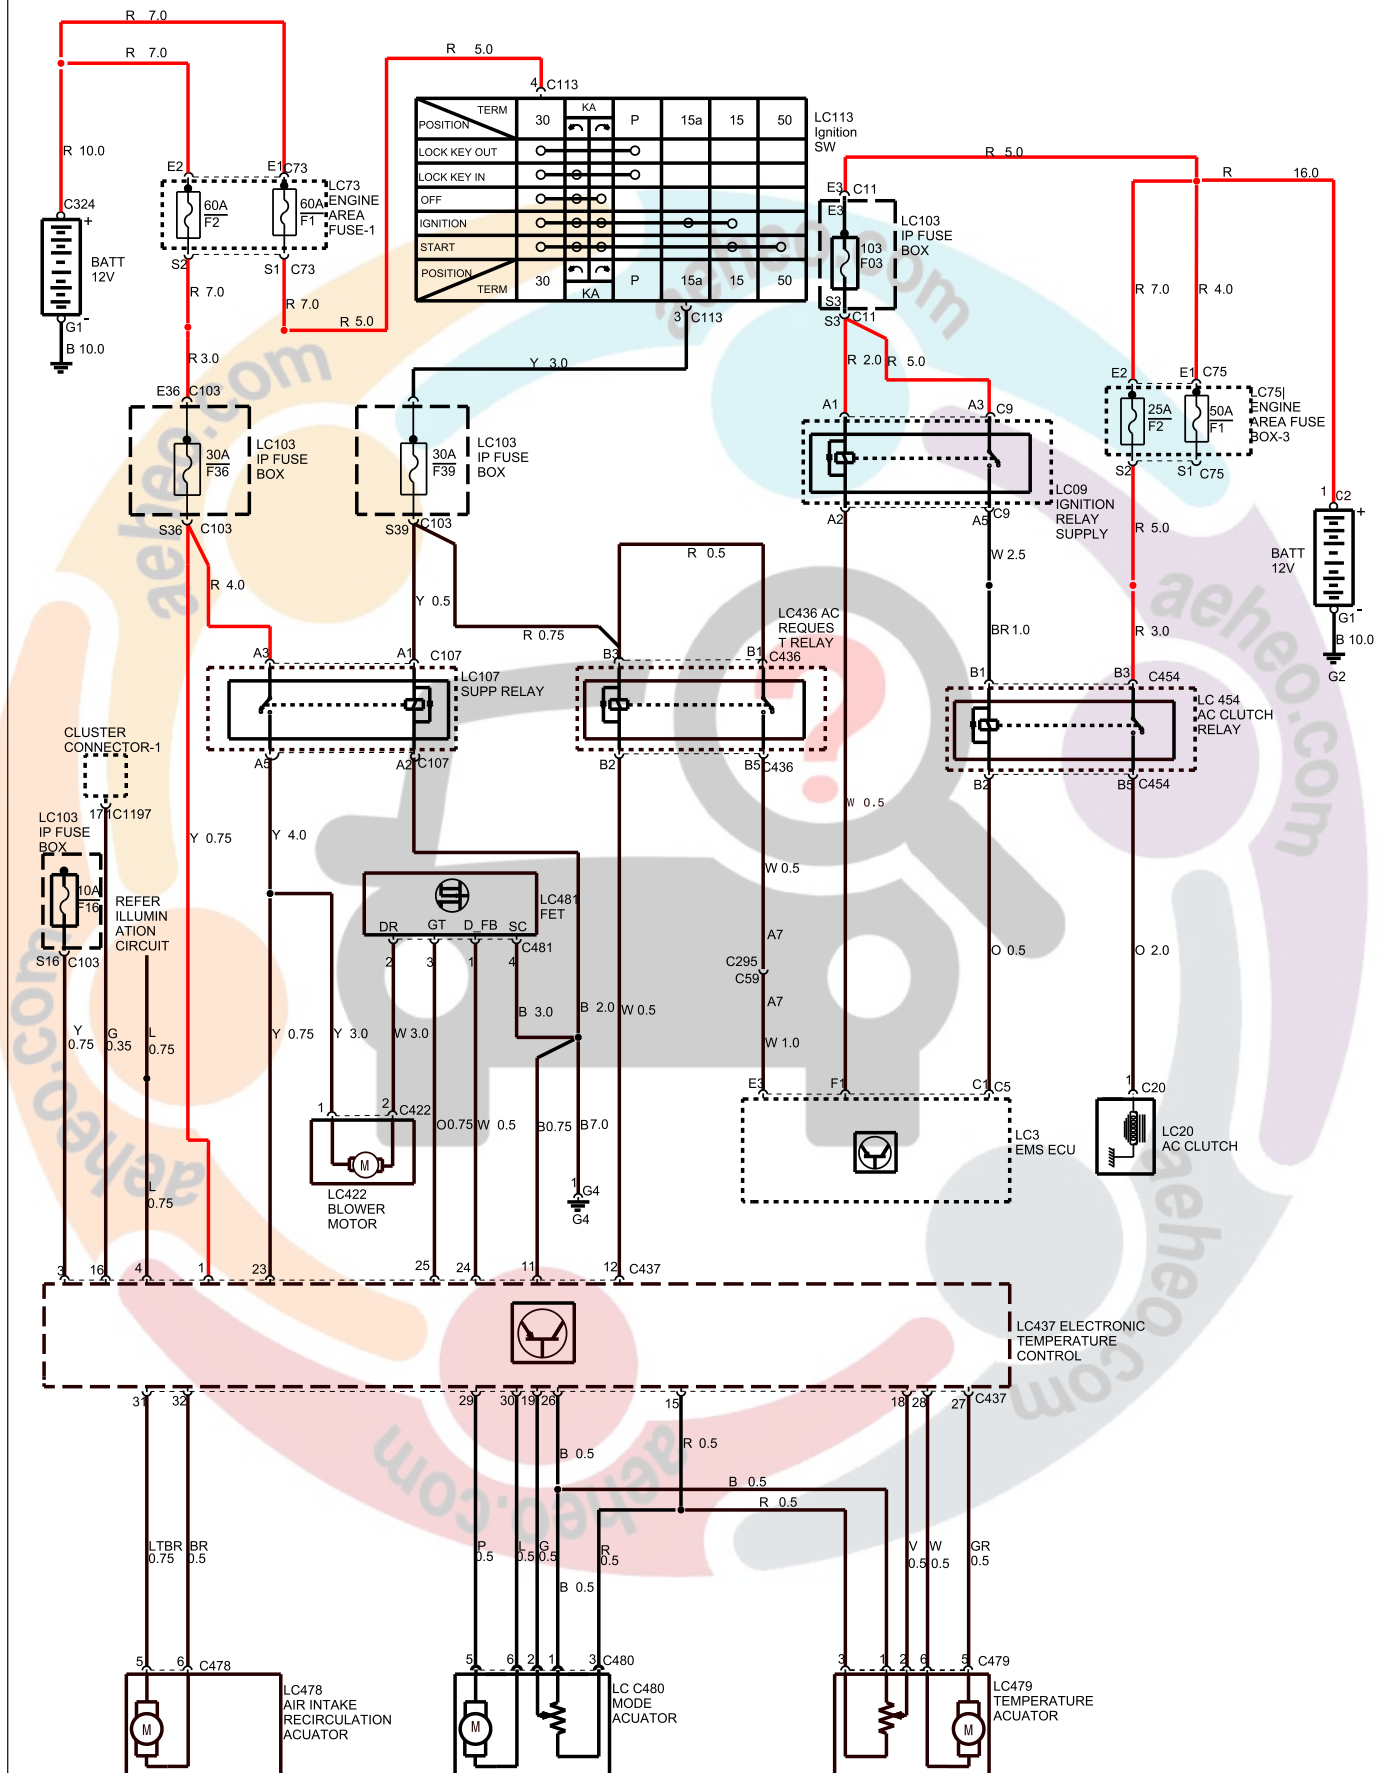 R 7.0
R 7.0
R 5.0
R 10.0
4 C113
TERM
POSITION
30
KA
P
15a
15
50
LOCK KEY OUT
LOCK KEY IN
OFF
IGNITION
START
POSITION
TERM
30
KA
P
15a
15
50
LC113
Ignition
SW
3 C113
R 5.0
R 16.0
E2
E1 C73
60A
F2
60A
F1
LC73
ENGINE
AREA
FUSE-1
S2
S1 C73
C324
+
BATT
12V
G1
-
B 10.0
R 7.0
R 7.0
R 5.0
R 3.0
E3 C11
E3
103
F03
S3
S3 C11
LC103
IP FUSE
BOX
R 7.0
R 4.0
Y 3.0
R 2.0
R 5.0
E36 C103
30A
F36
LC103
IP FUSE
BOX
S36 C103
30A
F39
LC103
IP FUSE
BOX
S39 C103
A1
A3 C9
LC09
IGNITION
RELAY
SUPPLY
A2
A5 C9
E2
E1 C75
25A
F2
50A
F1
LC75|
ENGINE
AREA FUSE
BOX-3
S2
S1 C75
1 C2
+
BATT
12V
G1
-
B 10.0
G2
R 5.0
W 2.5
R 4.0
Y 0.5
R 0.5
R 0.75
BR 1.0
R 3.0
A3
A1 C107
LC107
SUPP RELAY
A5
A2 C107
LC436 AC
REQUES
T RELAY
B3
B1 C436
B2
B5 C436
B1
B3 C454
LC 454
AC CLUTCH
RELAY
B2
B5 C454
CLUSTER
CONNECTOR-1
17 C1197
LC103
IP FUSE
BOX
10A
F16
S16 C103
REFER
ILLUMIN
ATION
CIRCUIT
Y 0.75
Y 4.0
W 0.5
W 0.5
LC481
FET
DR
GT
D_FB
SC
C481
2
3
1
4
A7
C295
C59
A7
W 1.0
O 0.5
O 2.0
Y
0.75
G
0.35
L
0.75
Y 0.75
Y 3.0
W 3.0
B 3.0
B 2.0
W 0.5
L
0.75
1
2 C422
M
LC422
BLOWER
MOTOR
O 0.75
W 0.5
B 0.75
B 7.0
1 G4
G4
E3
F1
C1 C5
LC3
EMS ECU
1 C20
LC20
AC CLUTCH
3
16
4
1
23
25
24
11
12 C437
LC437 ELECTRONIC
TEMPERATURE
CONTROL
31
32
29
30
19
26
15
18
28
27 C437
B 0.5
R 0.5
B 0.5
R 0.5
LTBR
0.75
BR
0.5
P
0.5
L
0.5
G
0.5
B 0.5
R
0.5
V
0.5
W
0.5
GR
0.5
5
6 C478
M
LC478
AIR INTAKE
RECIRCULATION
ACUATOR
5
6
2
1
3 C480
M
LC C480
MODE
ACUATOR
3
1
2
6
5 C479
M
LC479
TEMPERATURE
ACUATOR
?
aeheo.com
aeheo.com
aeheo.com
aeheo.com
aeheo.com
aeheo.com
aeheo.com